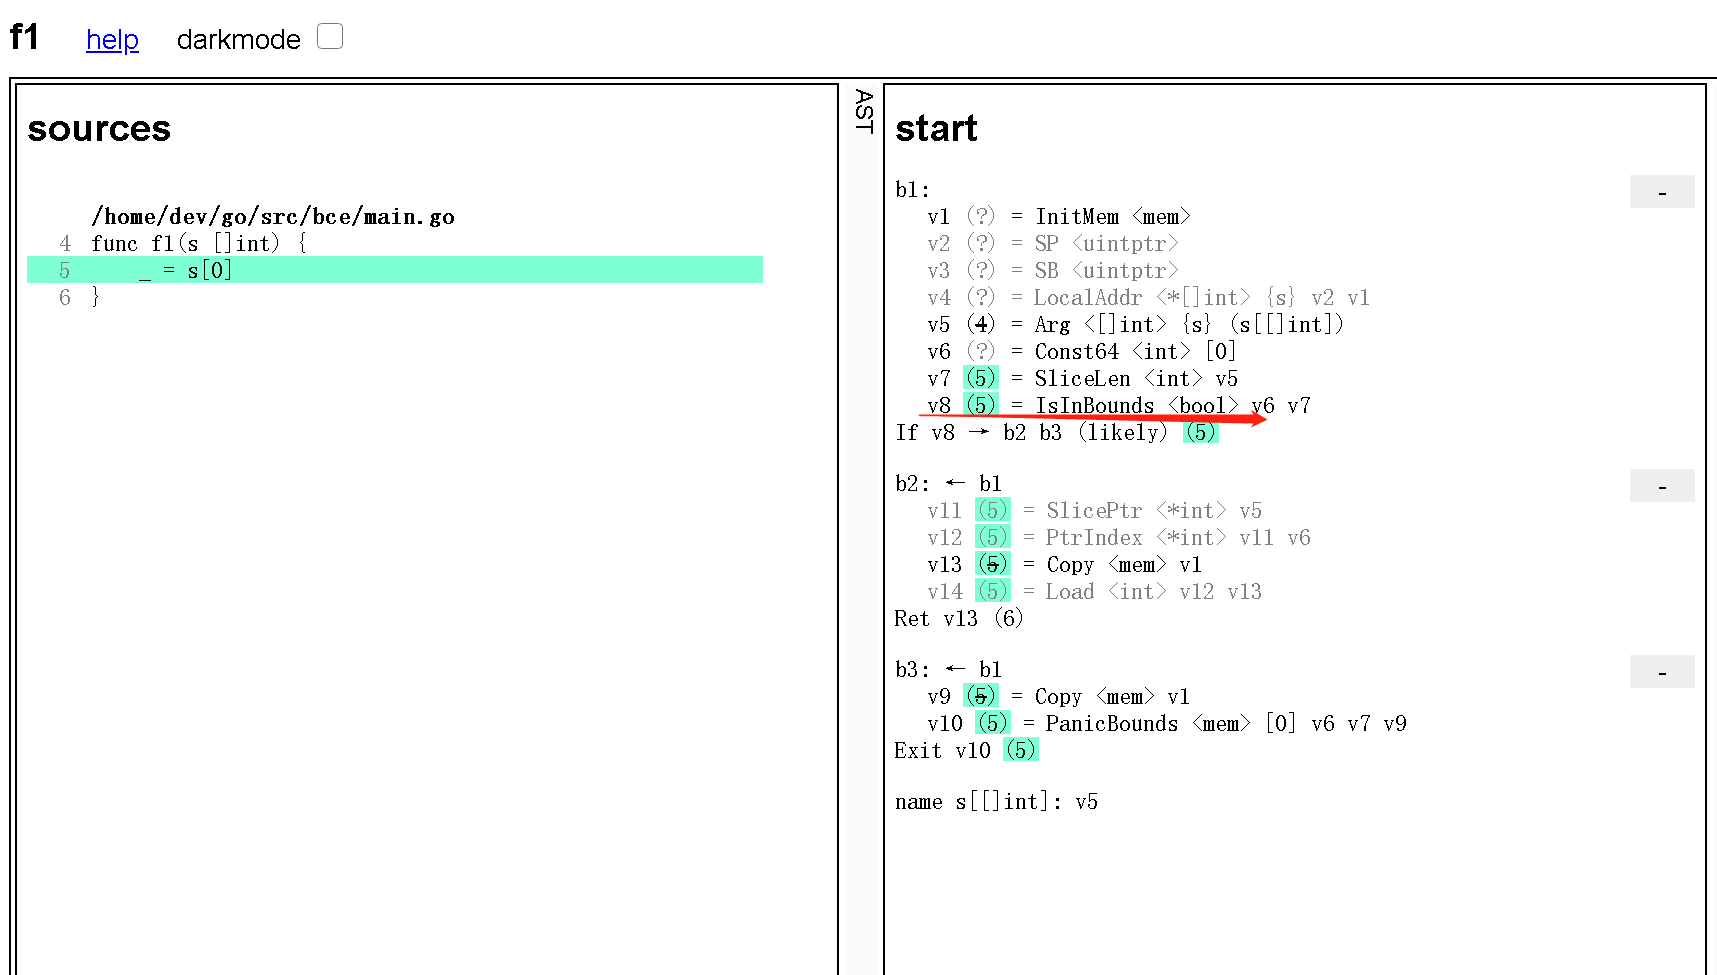 f1 help darkmode
sources
/home/dev/go/src/bce/main.go
4 func f1(s []int) {
5 _ = s[0]
6 }
AST
start
b1:
-
v1 (?) = InitMem <mem>
v2 (?) = SP <uintptr>
v3 (?) = SB <uintptr>
v4 (?) = LocalAddr <*[]int> {s} v2 v1
v5 (4) = Arg <[]int> {s} (s[[]int])
v6 (?) = Const64 <int> [0]
v7 (5) = SliceLen <int> v5
v8 (5) = IsInBounds <bool> v6 v7
If v8 → b2 b3 (likely) (5)
b2: ← b1
-
v11 (5) = SlicePtr <*int> v5
v12 (5) = PtrIndex <*int> v11 v6
v13 (5) = Copy <mem> v1
v14 (5) = Load <int> v12 v13
Ret v13 (6)
b3: ← b1
-
v9 (5) = Copy <mem> v1
v10 (5) = PanicBounds <mem> [0] v6 v7 v9
Exit v10 (5)
name s[[]int]: v5